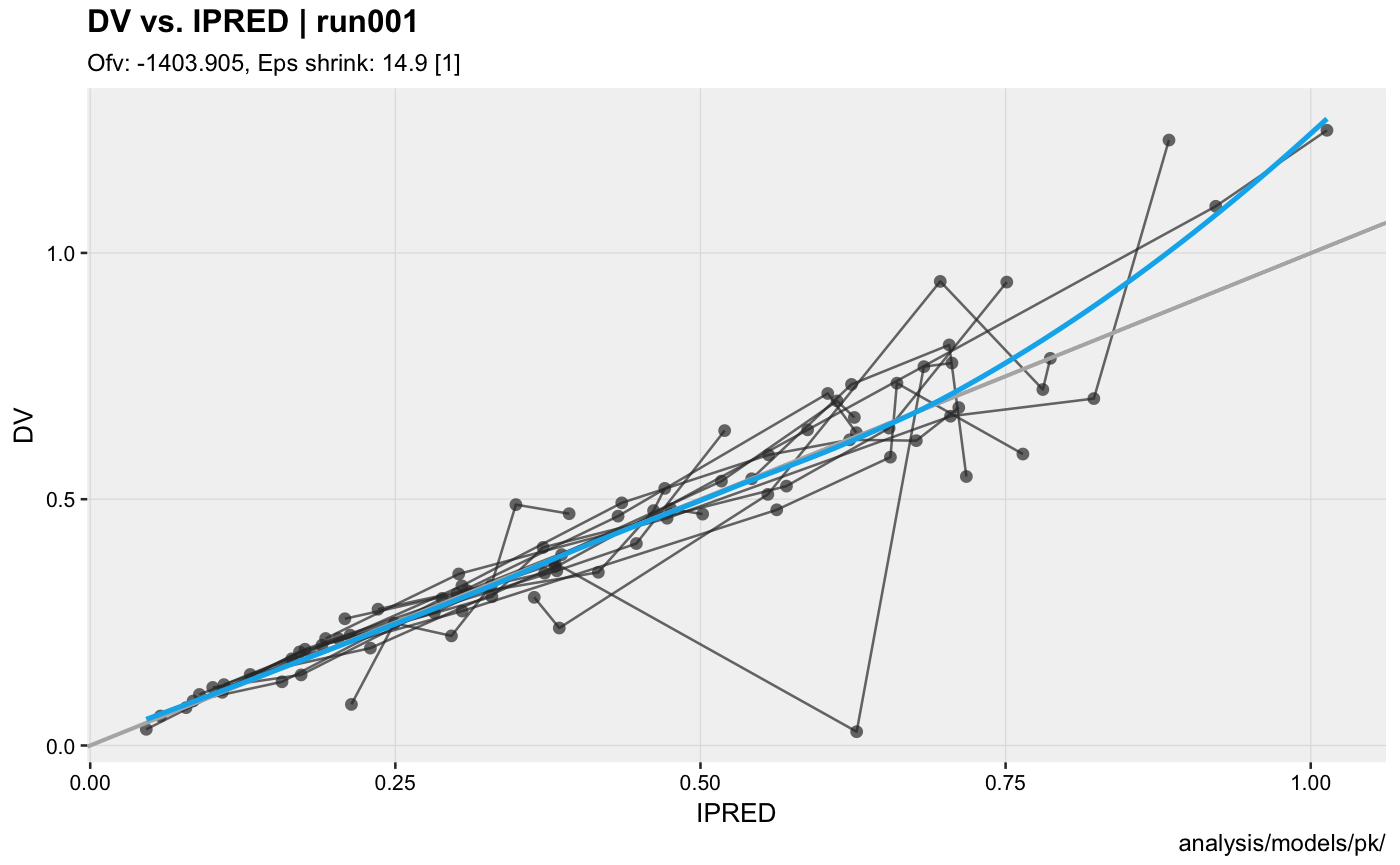 DV vs. IPRED | run001
Ofv: -1403.905, Eps shrink: 14.9 [1]
DV
1.0
0.5
0.0
0.00 0.25 0.50 0.75 1.00
IPRED
analysis/models/pk/